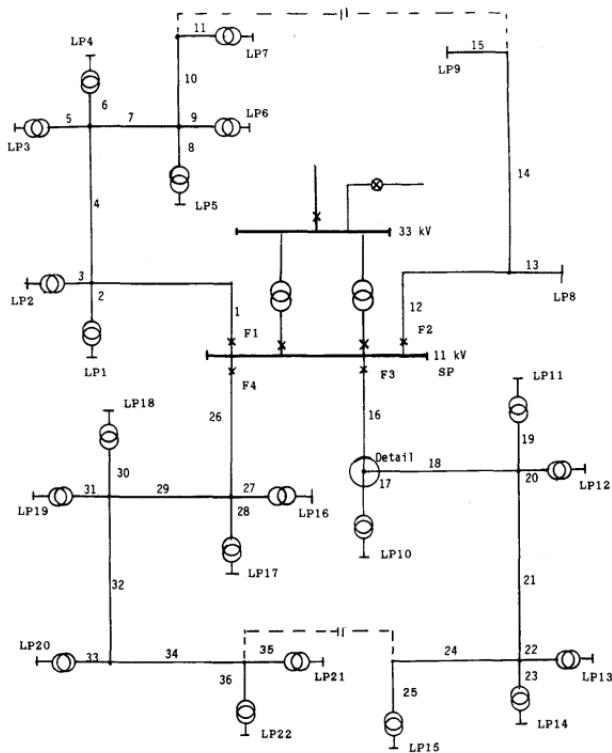 11
15
LP4
LP7
LP9
10
6
5
7
9
LP6
LP3
8
14
LP5
4
33 kV
3
13
LP2
2
LP8
12
1
F1
F2
11 kV
LP1
F4
F3
SP
LP11
LP18
26
16
19
Detail
18
30
17
20
31
29
27
LP12
LP19
28
LP16
LP10
LP17
32
21
LP20
34
35
24
22
33
36
LP21
23
LP13
25
LP14
LP22
LP15